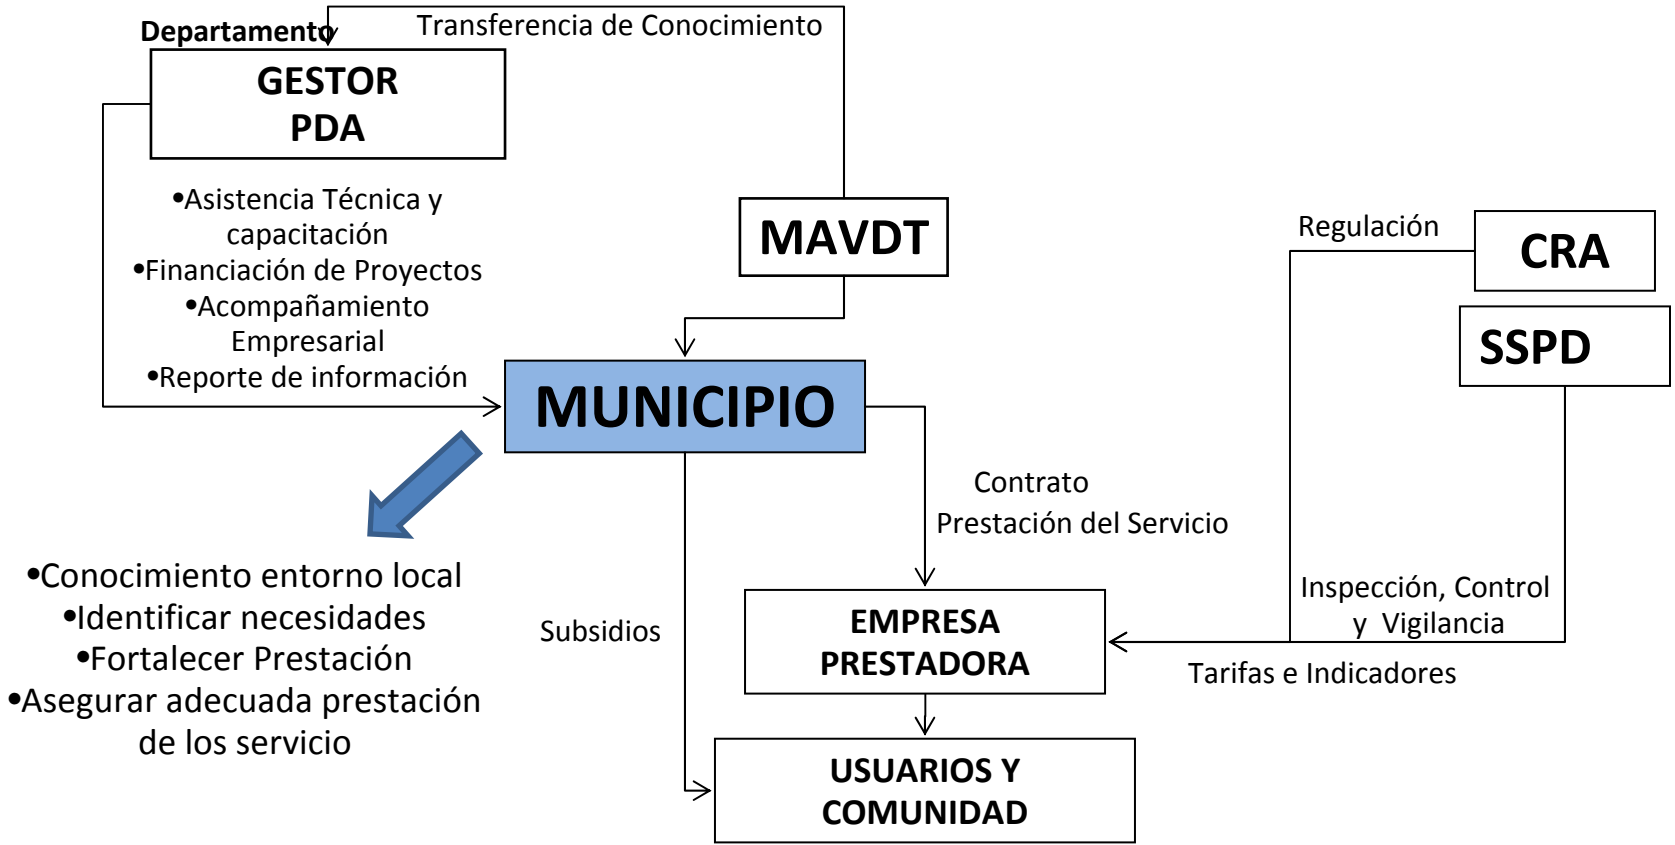 Departamento
Transferencia de Conocimiento
GESTOR
PDA
•Asistencia Técnica y
capacitación
•Financiación de Proyectos
•Acompañamiento
Empresarial
•Reporte de información
MAVDT
Regulación
CRA
SSPD
MUNICIPIO
Contrato
Prestación del Servicio
•Conocimiento entorno local
•Identificar necesidades
•Fortalecer Prestación
•Asegurar adecuada prestación
de los servicio
Subsidios
EMPRESA
PRESTADORA
Inspección, Control
y Vigilancia
Tarifas e Indicadores
USUARIOS Y
COMUNIDAD